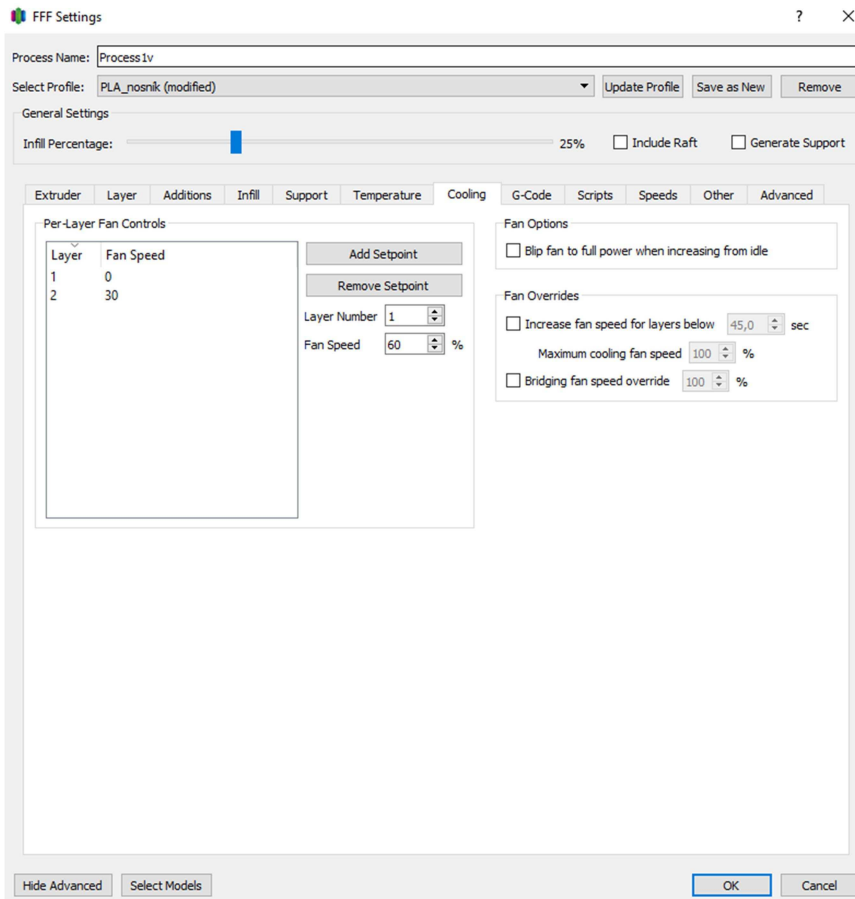 FFF Settings ? ×
Process Name: Process1v
Select Profile: PLA_nosník (modified) Update Profile Save as New Remove
General Settings
Infill Percentage: 25% Include Raft Generate Support
Extruder Layer Additions Infill Support Temperature Cooling G-Code Scripts Speeds Other Advanced
Per-Layer Fan Controls
Layer Fan Speed
1 0
2 30
Add Setpoint
Remove Setpoint
Layer Number 1
Fan Speed 60 %
Fan Options
Blip fan to full power when increasing from idle
Fan Overrides
Increase fan speed for layers below 45,0 sec
Maximum cooling fan speed 100 %
Bridging fan speed override 100 %
Hide Advanced Select Models OK Cancel